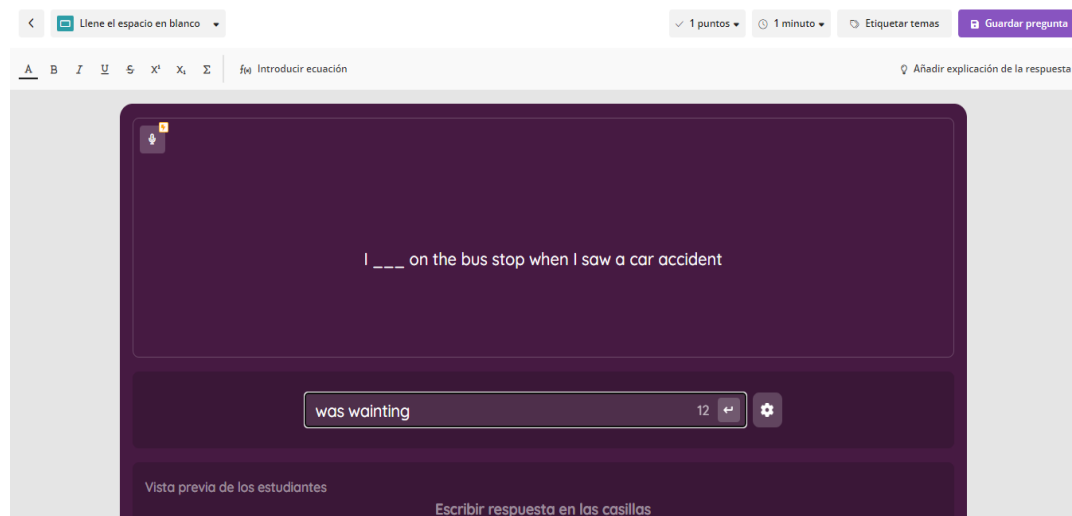 Llene el espacio en blanco
1 puntos
1 minuto
Etiquetar temas
Guardar pregunta
A B I U S X² X₂ Σ f(x) Introducir ecuación
Añadir explicación de la respuesta
I ___ on the bus stop when I saw a car accident
was wainting 12
Vista previa de los estudiantes
Escribir respuesta en las casillas